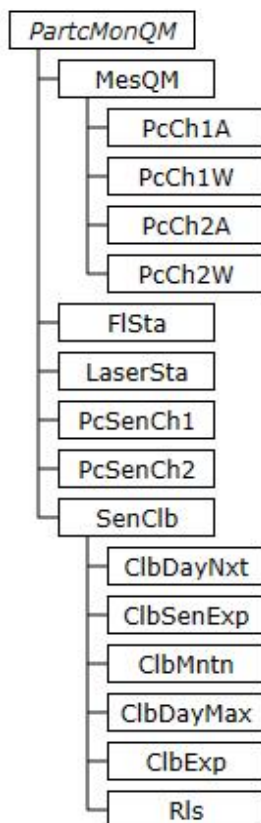 PartcMonQM
MesQM
PcCh1A
PcCh1W
PcCh2A
PcCh2W
FlSta
LaserSta
PcSenCh1
PcSenCh2
SenClb
ClbDayNxt
ClbSenExp
ClbMntn
ClbDayMax
ClbExp
Rls